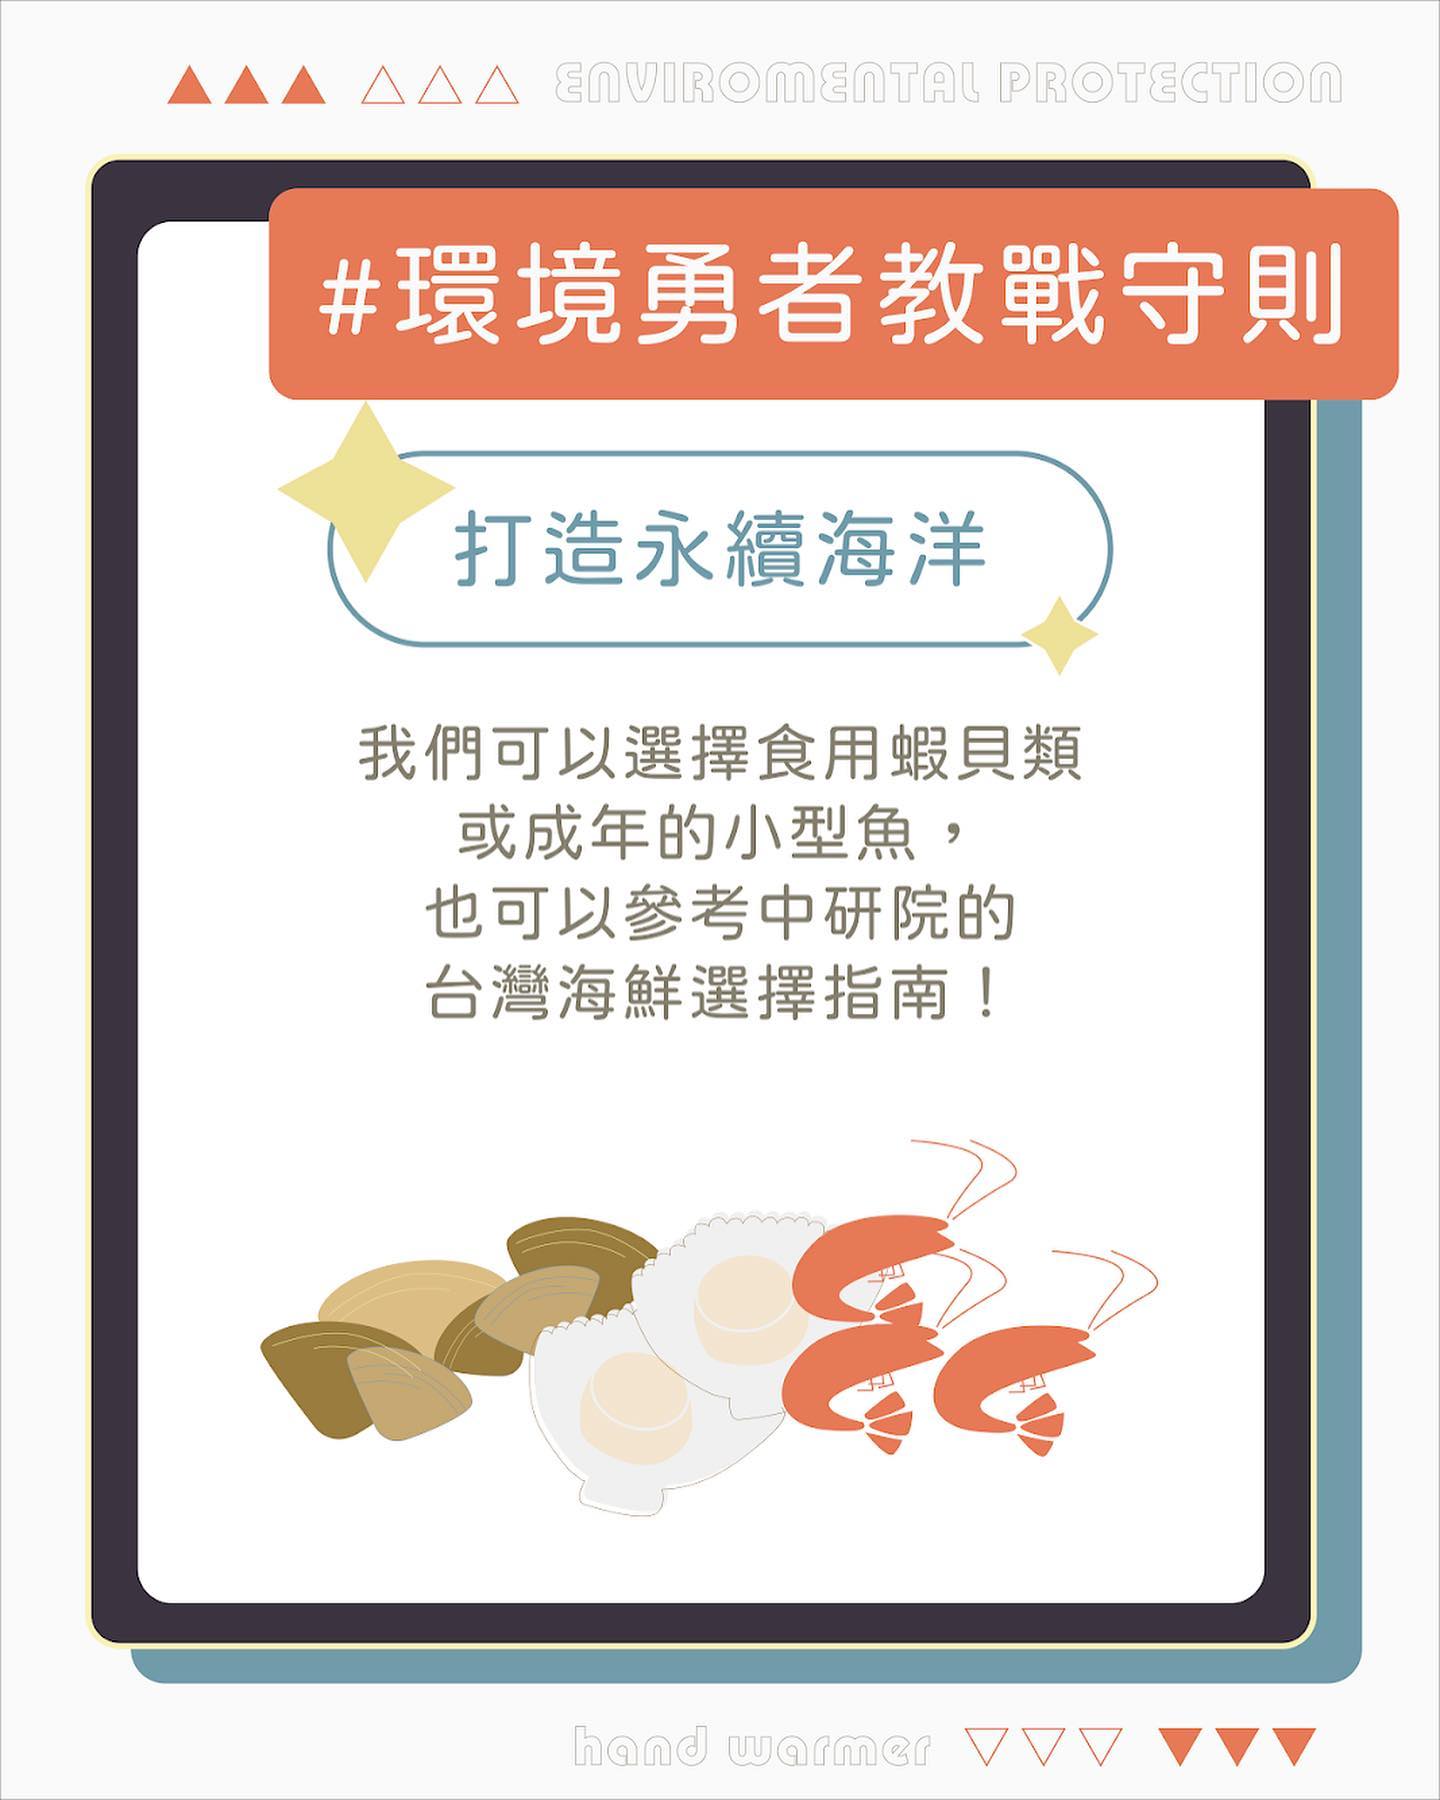 ENVIROMENTAL PROTECTION
#環境勇者教戰守則
打造永續海洋
我們可以選擇食用蝦貝類
或成年的小型魚，
也可以參考中研院的
台灣海鮮選擇指南！
hand warmer